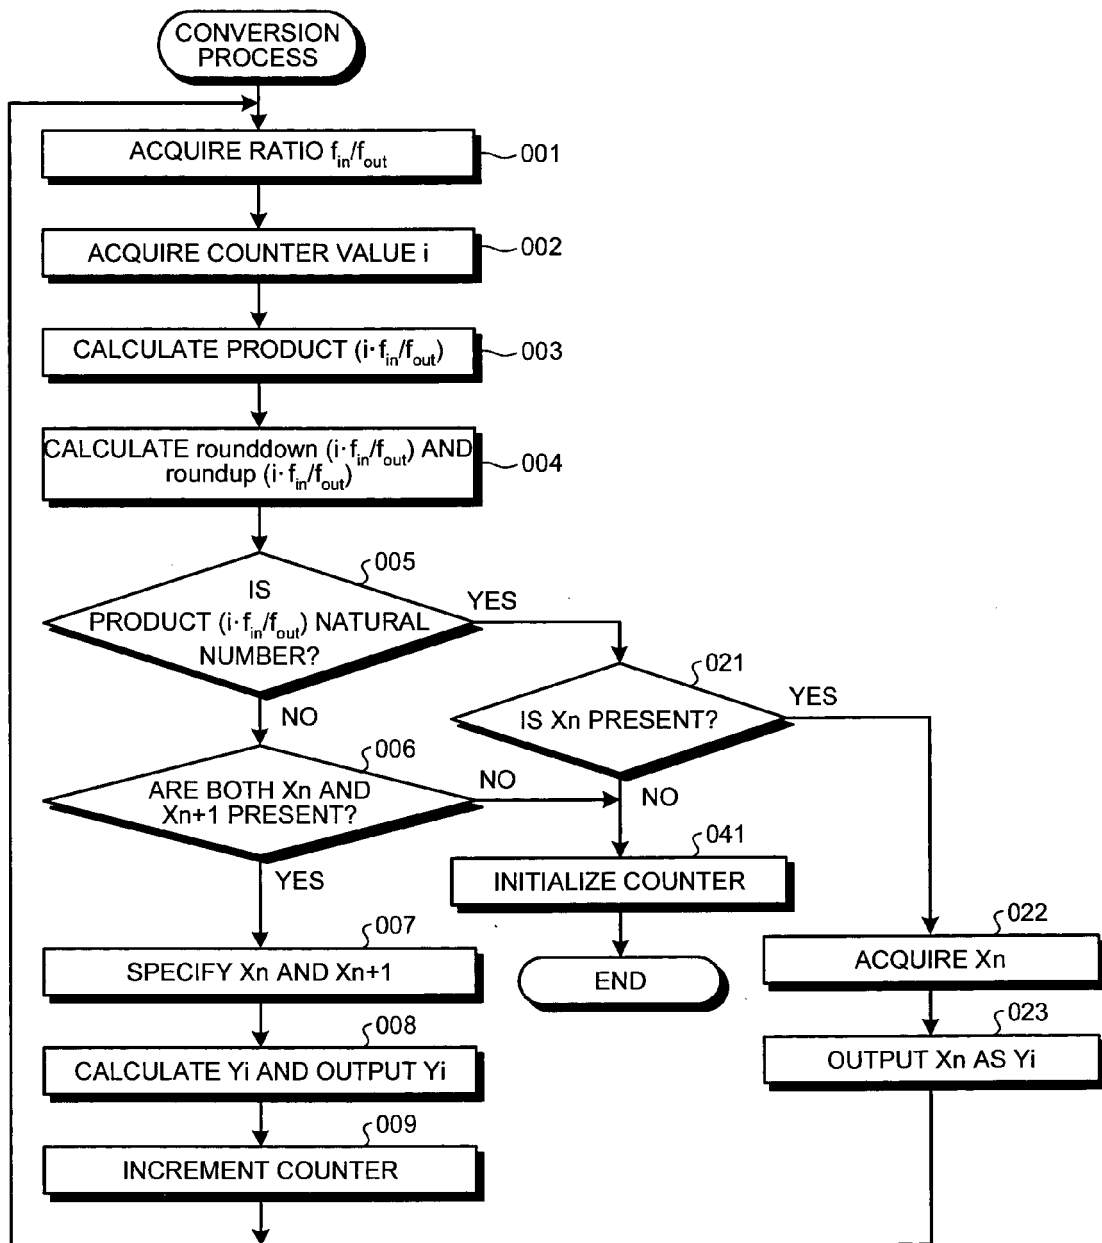 CONVERSION
PROCESS
ACQUIRE RATIO fin/fout
001
ACQUIRE COUNTER VALUE i
002
CALCULATE PRODUCT (i·fin/fout)
003
CALCULATE rounddown (i·fin/fout) AND
roundup (i·fin/fout)
004
005
IS
PRODUCT (i·fin/fout) NATURAL
NUMBER?
YES
NO
021
IS Xn PRESENT?
YES
NO
006
ARE BOTH Xn AND
Xn+1 PRESENT?
NO
YES
041
INITIALIZE COUNTER
END
007
SPECIFY Xn AND Xn+1
008
CALCULATE Yi AND OUTPUT Yi
009
INCREMENT COUNTER
022
ACQUIRE Xn
023
OUTPUT Xn AS Yi